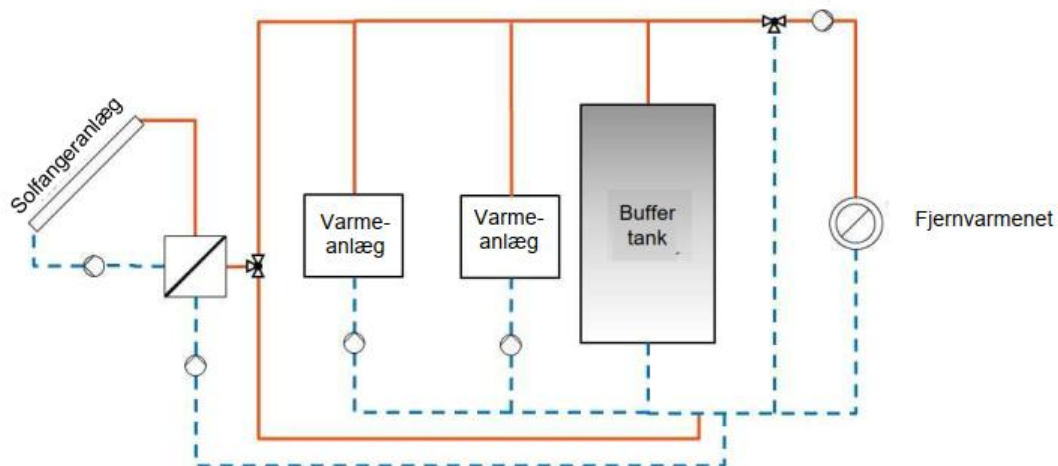 Solfangeranlæg
Varme-
anlæg
Varme-
anlæg
Buffer
tank
Fjernvarmenet